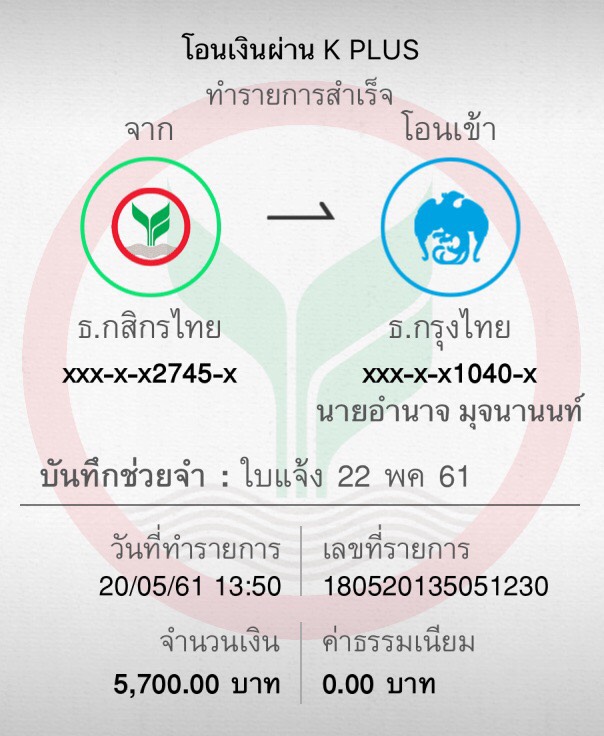 โอนเงินผ่าน K PLUS
ทำรายการสำเร็จ
จาก
โอนเข้า
ธ.กสิกรไทย
ธ.กรุงไทย
xxx-x-x2745-x
xxx-x-x1040-x
นายอำนาจ มุจนานนท์
บันทึกช่วยจำ : ใบแจ้ง 22 พค 61
วันที่ทำรายการ
เลขที่รายการ
20/05/61 13:50
180520135051230
จำนวนเงิน
ค่าธรรมเนียม
5,700.00 บาท
0.00 บาท